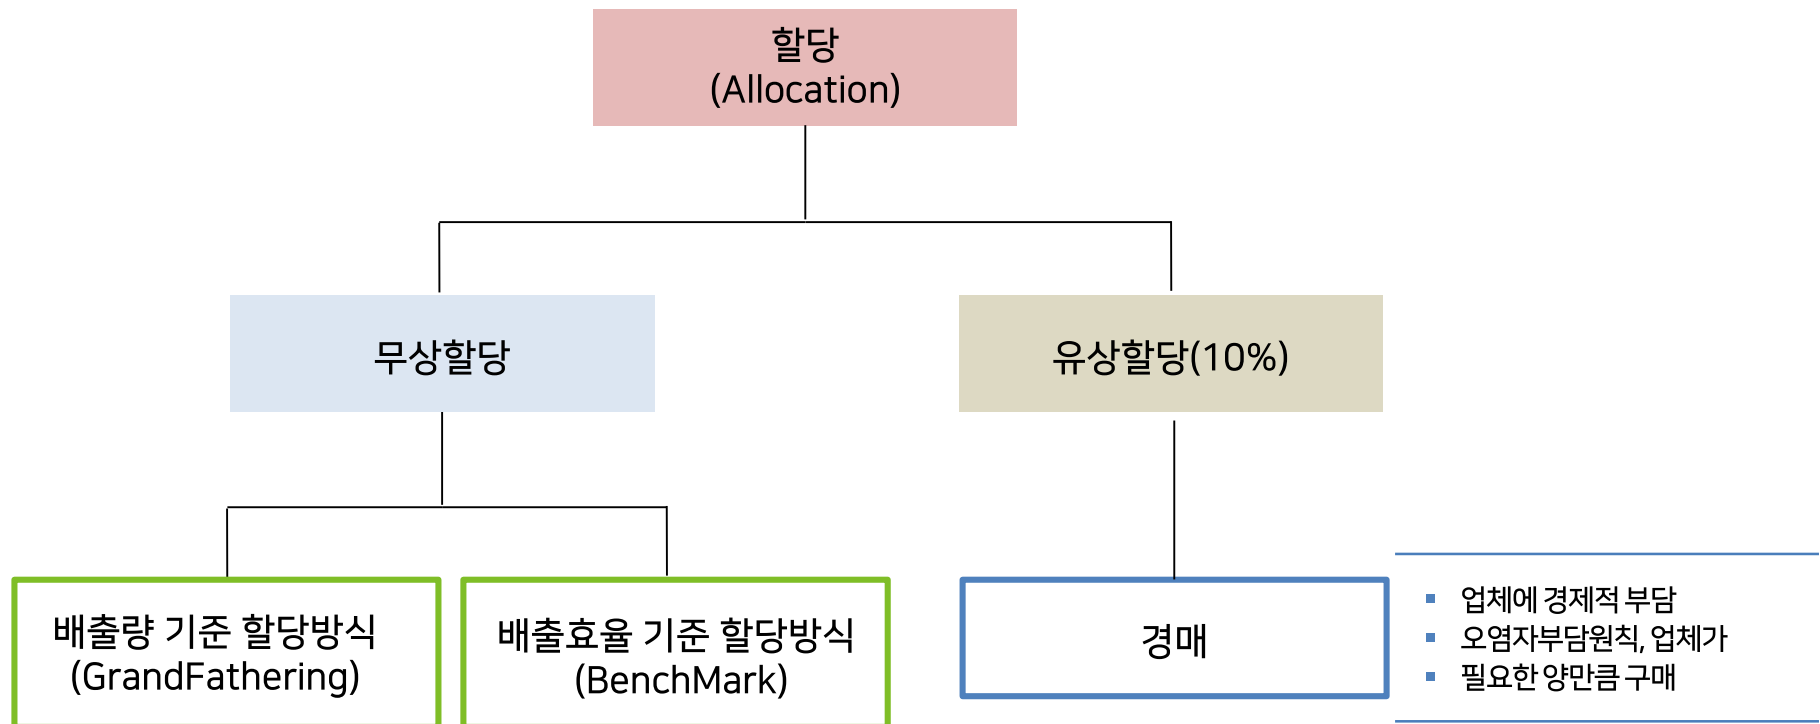 할당
(Allocation)
무상할당
유상할당(10%)
배출량 기준 할당방식
(GrandFathering)
배출효율 기준 할당방식
(BenchMark)
경매
업체에 경제적 부담
오염자부담원칙, 업체가
필요한 양만큼 구매